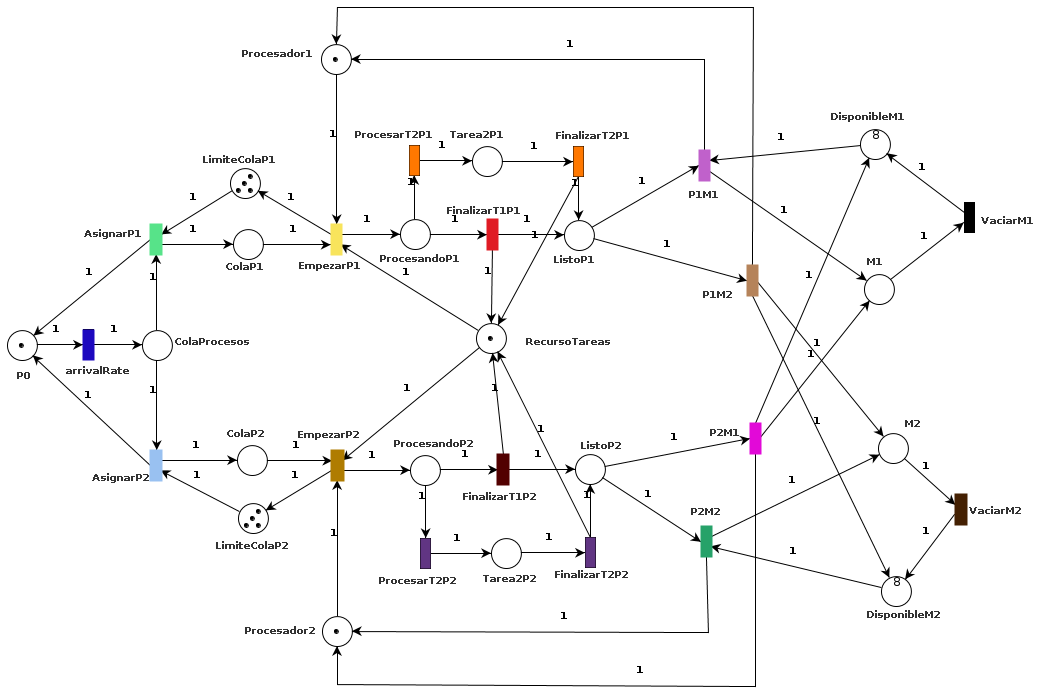 1
Procesador1
1
DisponibleM1
8
ProcesarT2P1
Tarea2P1
FinalizarT2P1
1
1
1
1
LimiteColaP1
1
1
P1M1
1
1
1
1
1
FinalizarT1P1
VaciarM1
AsignarP1
1
1
1
1
1
1
1
1
ColaP1
EmpezarP1
ProcesandoP1
ListoP1
M1
1
1
1
1
1
P1M2
1
1
ColaProcesos
RecursoTareas
1
1
P0
arrivalRate
1
1
1
1
1
1
M2
ColaP2
EmpezarP2
ProcesandoP2
1
ListoP2
P2M1
1
1
1
1
1
1
1
1
AsignarP2
1
1
1
1
1
FinalizarT1P2
1
P2M2
VaciarM2
LimiteColaP2
1
1
1
1
1
ProcesarT2P2
Tarea2P2
FinalizarT2P2
8
DisponibleM2
1
Procesador2
1